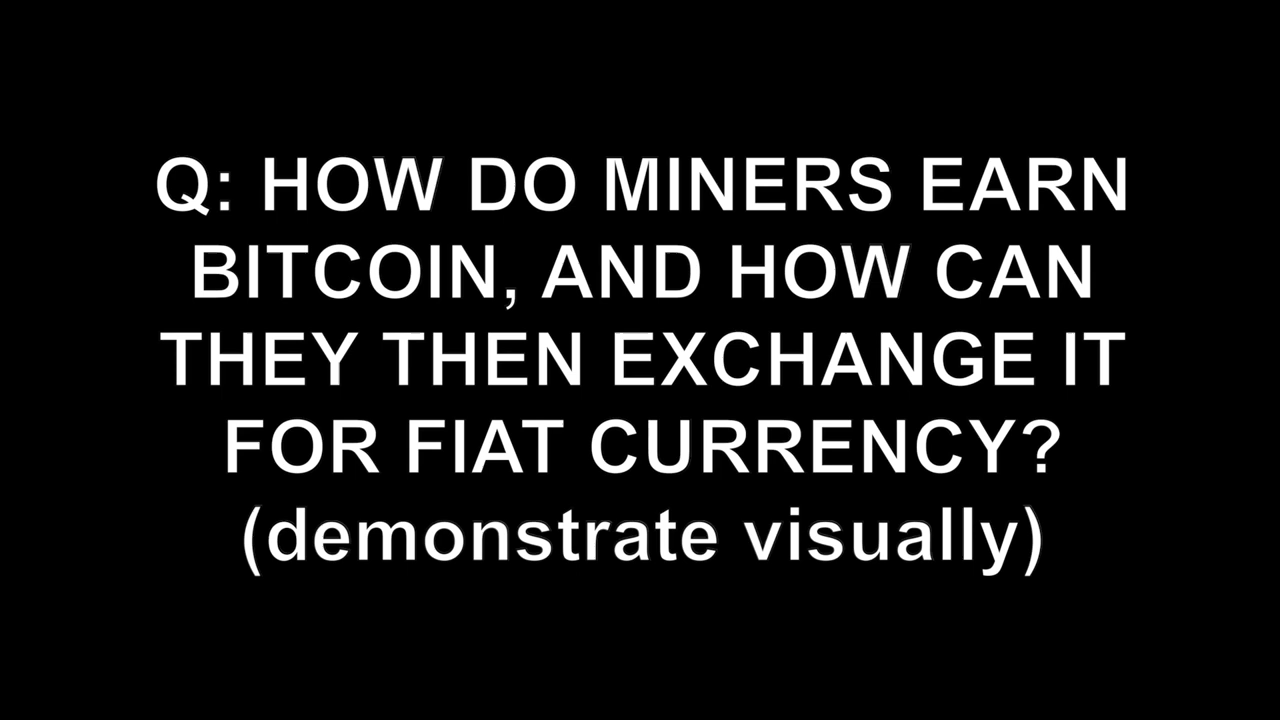 Q: HOW DO MINERS EARN
BITCOIN, AND HOW CAN
THEY THEN EXCHANGE IT
FOR FIAT CURRENCY?
(demonstrate visually)